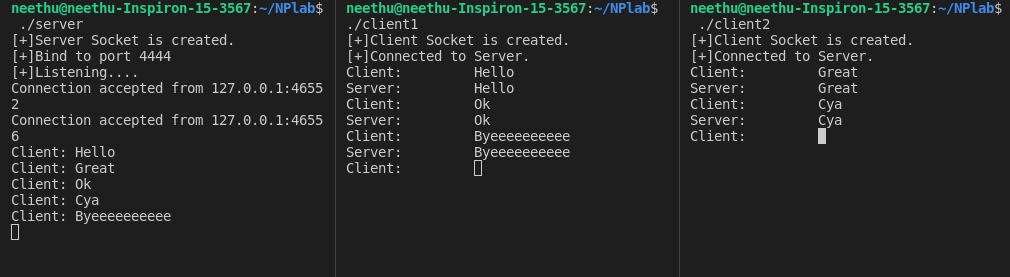 neethu@neethu-Inspiron-15-3567:~/NPlab$
./server
[+]Server Socket is created.
[+]Bind to port 4444
[+]Listening....
Connection accepted from 127.0.0.1:4655
2
Connection accepted from 127.0.0.1:4655
6
Client: Hello
Client: Great
Client: Ok
Client: Cya
Client: Byeeeeeeeeee
neethu@neethu-Inspiron-15-3567:~/NPlab$
./client1
[+]Client Socket is created.
[+]Connected to Server.
Client: Hello
Server: Hello
Client: Ok
Server: Ok
Client: Byeeeeeeeeee
Server: Byeeeeeeeeee
Client:
neethu@neethu-Inspiron-15-3567:~/NPlab$
./client2
[+]Client Socket is created.
[+]Connected to Server.
Client: Great
Server: Great
Client: Cya
Server: Cya
Client: